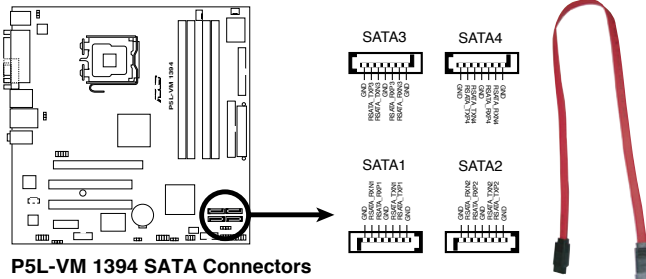 P5L-VM 1394
SATA3
GND
RSATA_TXP3
RSATA_TXN3
GND
RSATA_RXP3
RSATA_RXN3
GND
SATA4
GND
RSATA_TXP4
RSATA_TXN4
GND
RSATA_RXP4
RSATA_RXN4
GND
SATA1
GND
RSATA_RXN1
RSATA_RXP1
GND
RSATA_TXN1
RSATA_TXP1
GND
SATA2
GND
RSATA_RXN2
RSATA_RXP2
GND
RSATA_TXN2
RSATA_TXP2
GND
P5L-VM 1394 SATA Connectors